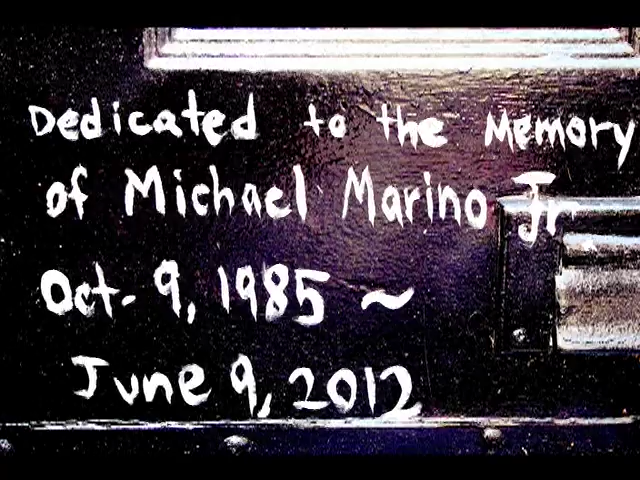 Dedicated to the Memory
of Michael Marino Jr
Oct. 9, 1985 ~
June 9, 2012